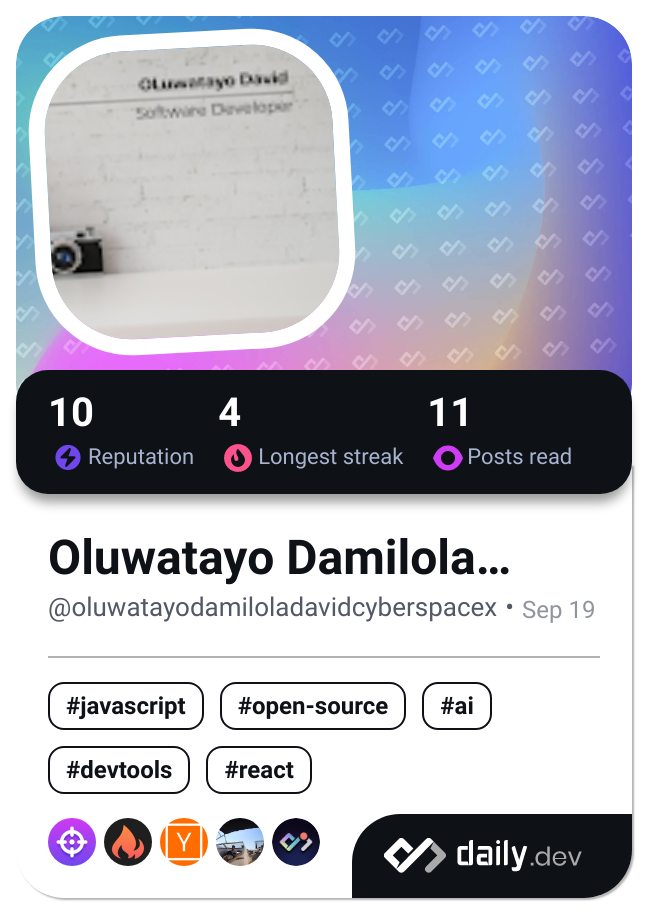 OLuwatayo David
Software Developer
10 4 11
Reputation Longest streak Posts read
Oluwatayo Damilola...
@oluwatayodamiloladavidcyberspacex • Sep 19
#javascript #open-source #ai
#devtools #react
Y
daily.dev